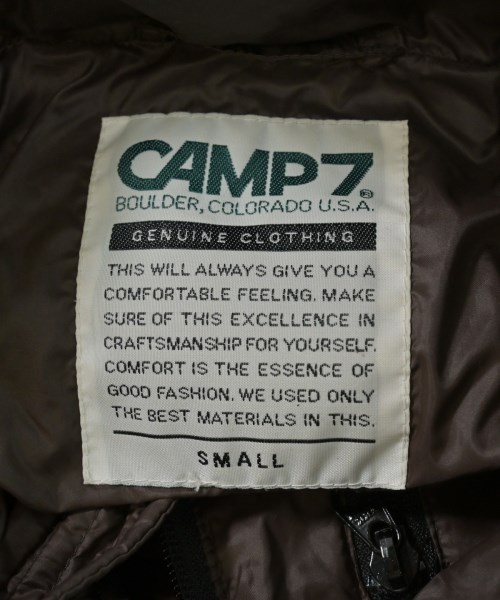 CAMP7®
BOULDER, COLORADO U.S.A.
GENUINE CLOTHING
THIS WILL ALWAYS GIVE YOU A
COMFORTABLE FEELING. MAKE
SURE OF THIS EXCELLENCE IN
CRAFTSMANSHIP FOR YOURSELF.
COMFORT IS THE ESSENCE OF
GOOD FASHION. WE USED ONLY
THE BEST MATERIALS IN THIS.
SMALL